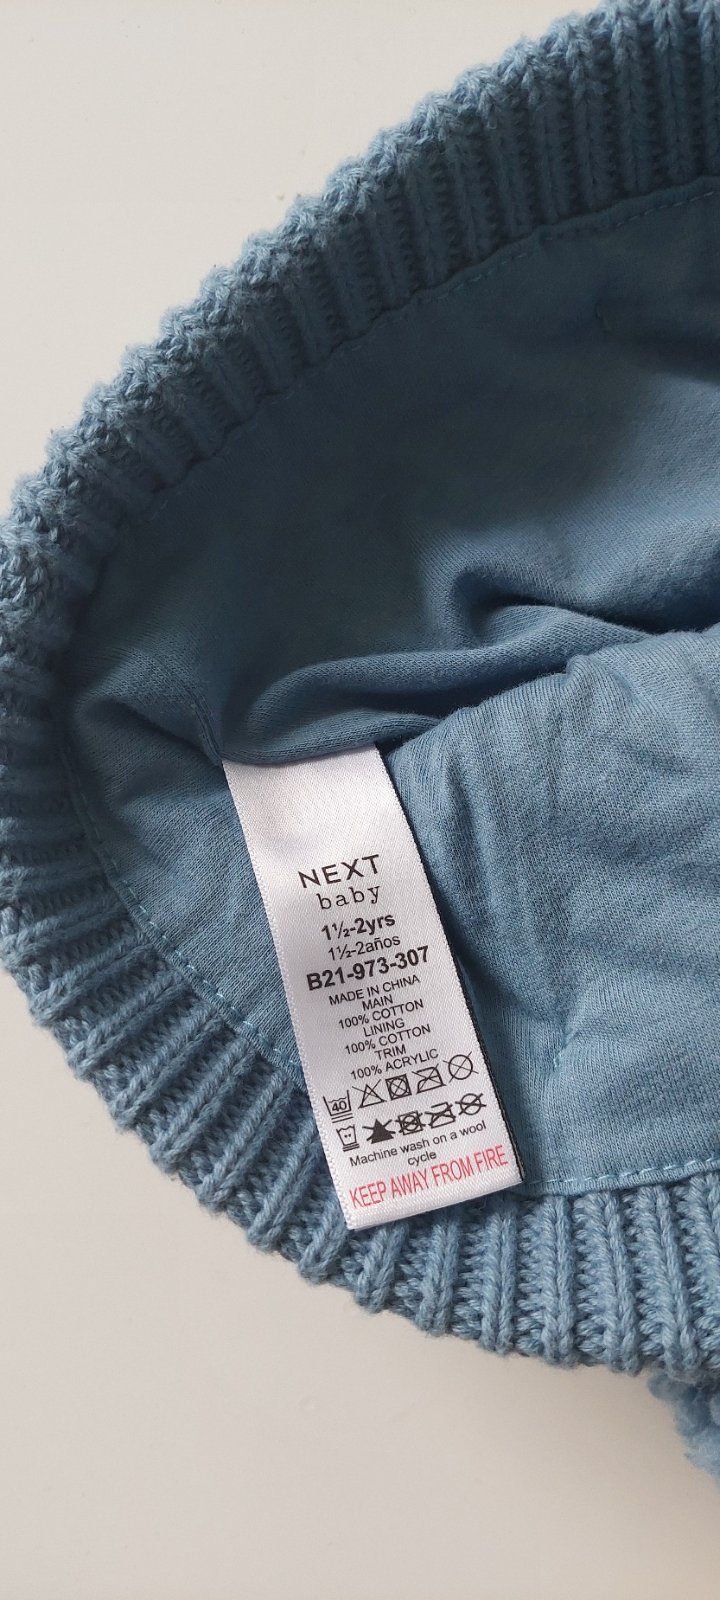 NEXT
baby
1½-2yrs
1½-2años
B21-973-307
MADE IN CHINA
MAIN
100% COTTON
LINING
100% COTTON
TRIM
100% ACRYLIC
40
Machine wash on a wool
cycle
KEEP AWAY FROM FIRE